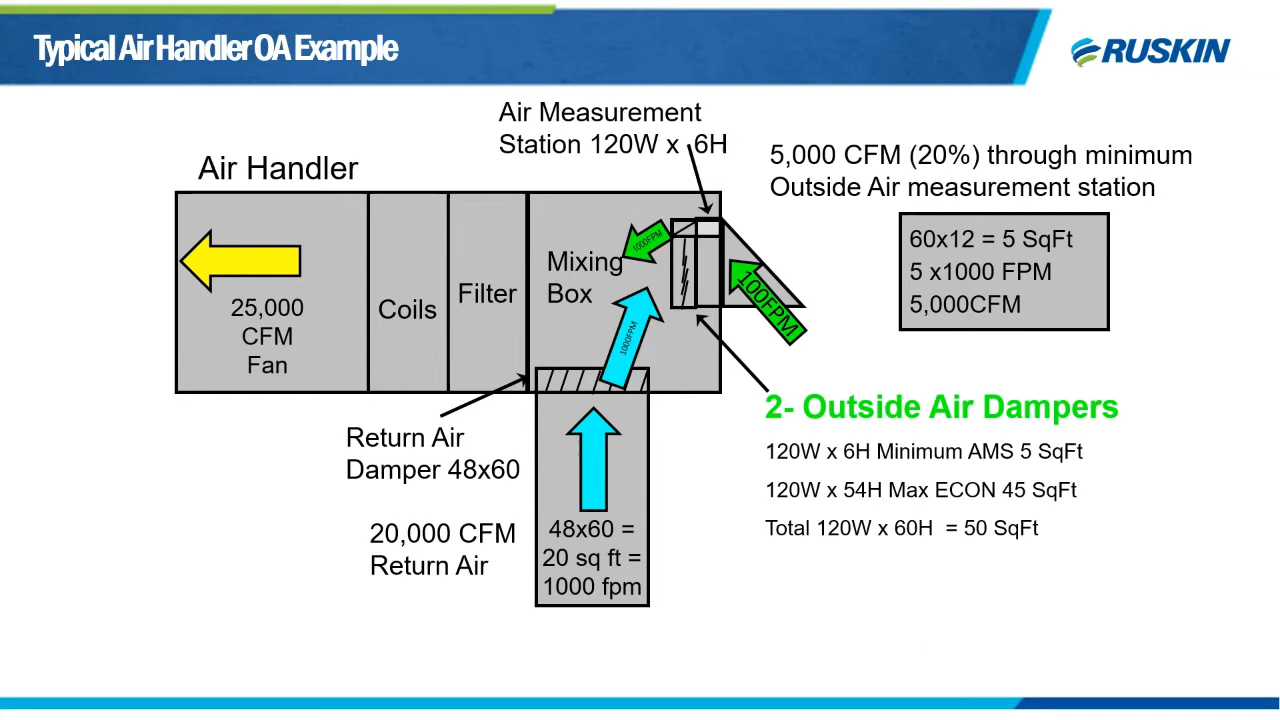 Typical Air Handler OA Example
RUSKIN
Air Measurement
Station 120W x 6H
5,000 CFM (20%) through minimum
Outside Air measurement station
Air Handler
60x12 = 5 SqFt
5 x1000 FPM
5,000CFM
1000FPM
Mixing
Box
100FPM
Filter
Coils
25,000
CFM
Fan
1000FPM
2- Outside Air Dampers
120W x 6H Minimum AMS 5 SqFt
120W x 54H Max ECON 45 SqFt
Total 120W x 60H = 50 SqFt
Return Air
Damper 48x60
20,000 CFM
Return Air
48x60 =
20 sq ft =
1000 fpm